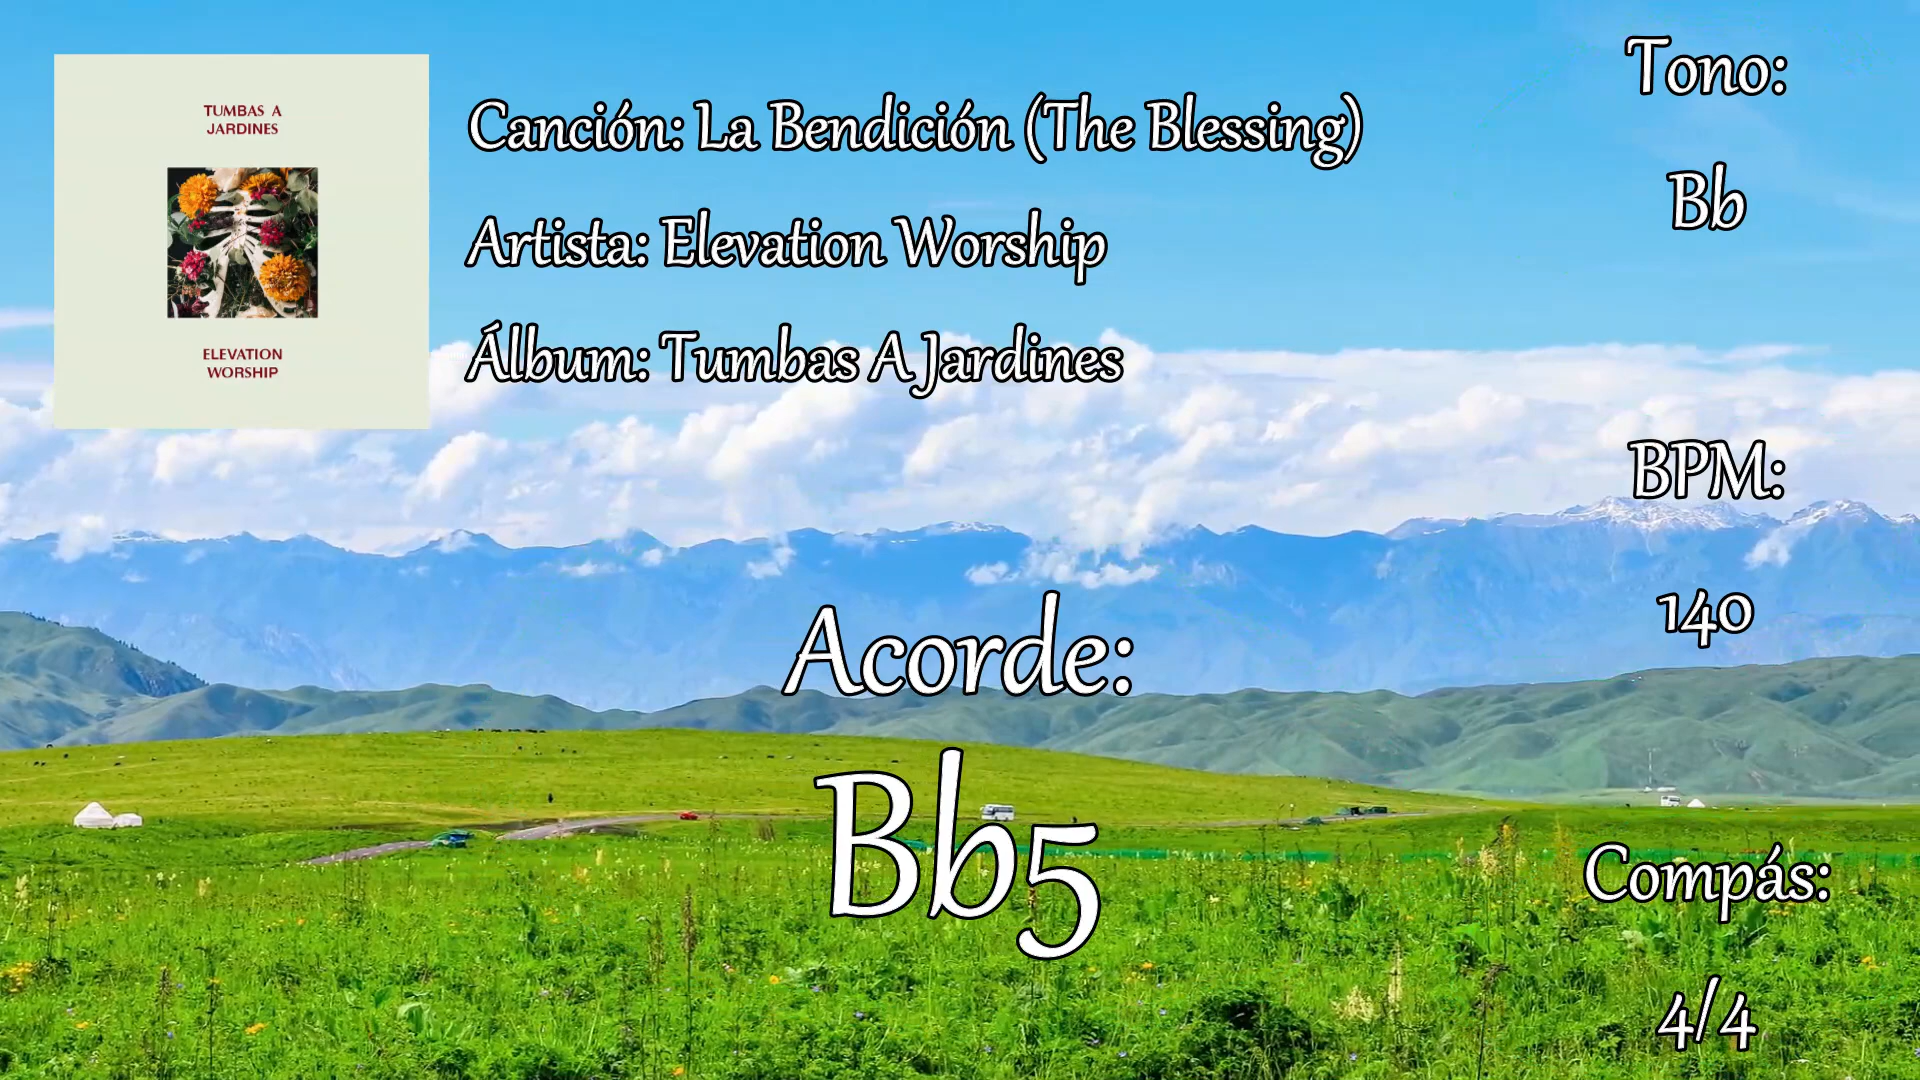 TUMBAS A
JARDINES
ELEVATION
WORSHIP
Canción: La Bendición (The Blessing)
Artista: Elevation Worship
Álbum: Tumbas A Jardines
Tono:
Bb
BPM:
140
Acorde:
Bb5
Compás:
4/4